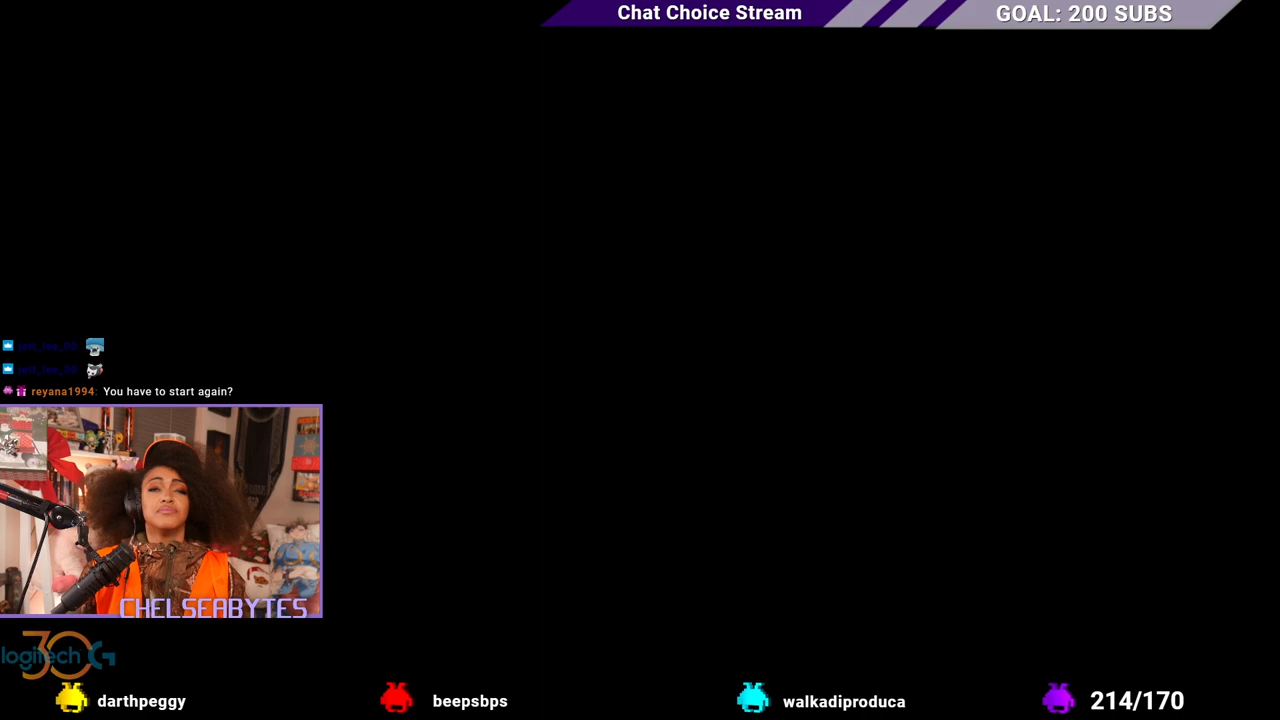 Chat Choice Stream
GOAL: 200 SUBS
reyana1994: You have to start again?
CHELSEABYTES
30
logitech G
darthpeggy
beepsbps
walkadiproduca
214/170